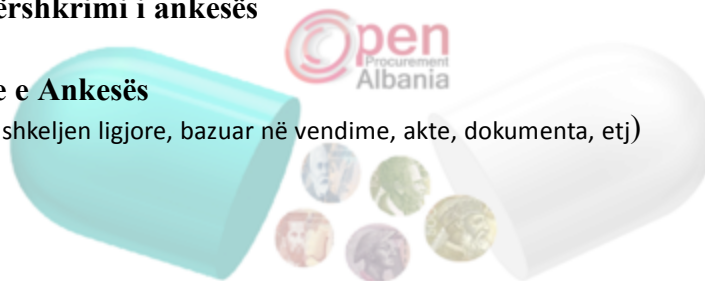 ërshkrimi i ankesës
Open
Procurement
Albania
e e Ankesës
shkeljen ligjore, bazuar në vendime, akte, dokumenta, etj)